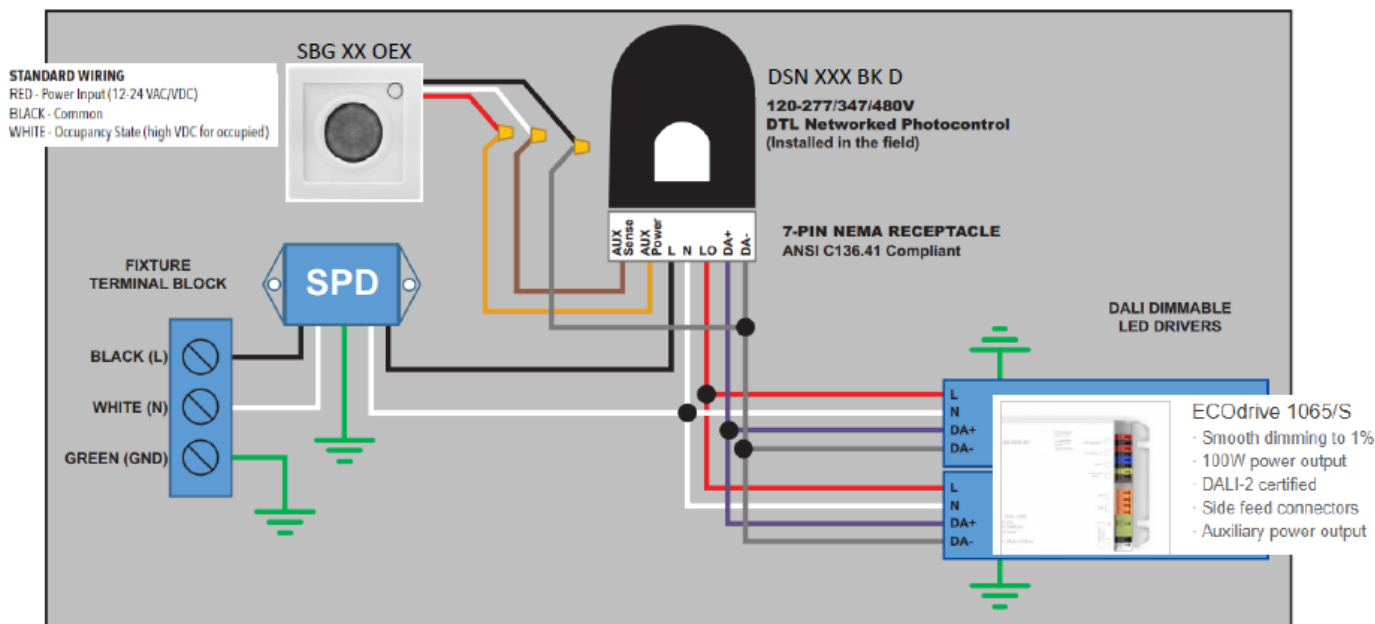 SBG XX OEX
STANDARD WIRING
RED - Power Input (12-24 VAC/VDC)
BLACK - Common
WHITE - Occupancy State (high VDC for occupied)
DSN XXX BK D
120-277/347/480V
DTL Networked Photocontrol
(Installed in the field)
AUX Sense
AUX Power
L
N
LO
DA+
DA-
7-PIN NEMA RECEPTACLE
ANSI C136.41 Compliant
FIXTURE
TERMINAL BLOCK
SPD
BLACK (L)
WHITE (N)
GREEN (GND)
DALI DIMMABLE
LED DRIVERS
L
N
DA+
DA-
L
N
DA+
DA-
ECOdrive 1065/S
· Smooth dimming to 1%
· 100W power output
· DALI-2 certified
· Side feed connectors
· Auxiliary power output